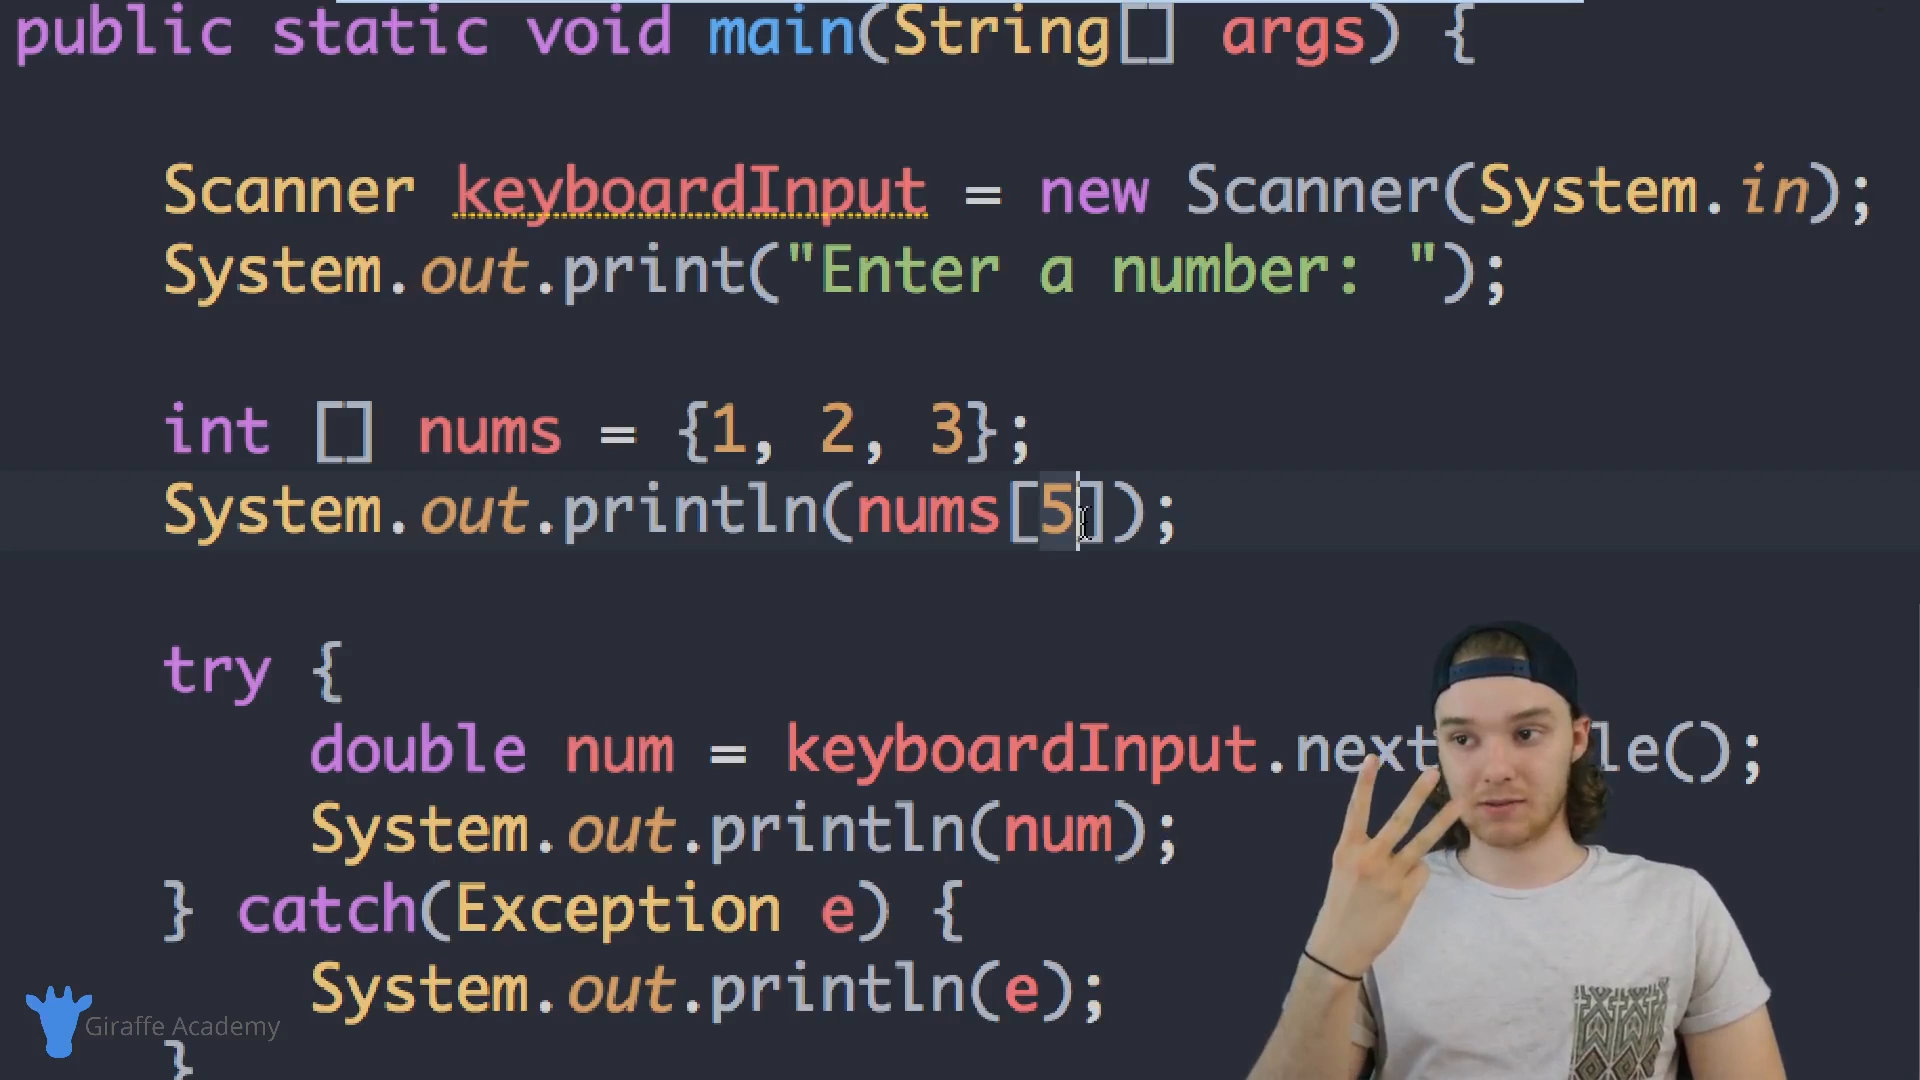 public static void main(String[] args) {
Scanner keyboardInput = new Scanner(System.in);
System.out.print("Enter a number: ");
int [] nums = {1, 2, 3};
System.out.println(nums[5]);
try {
double num = keyboardInput.next le();
System.out.println(num);
} catch(Exception e) {
System.out.println(e);
}
Giraffe Academy